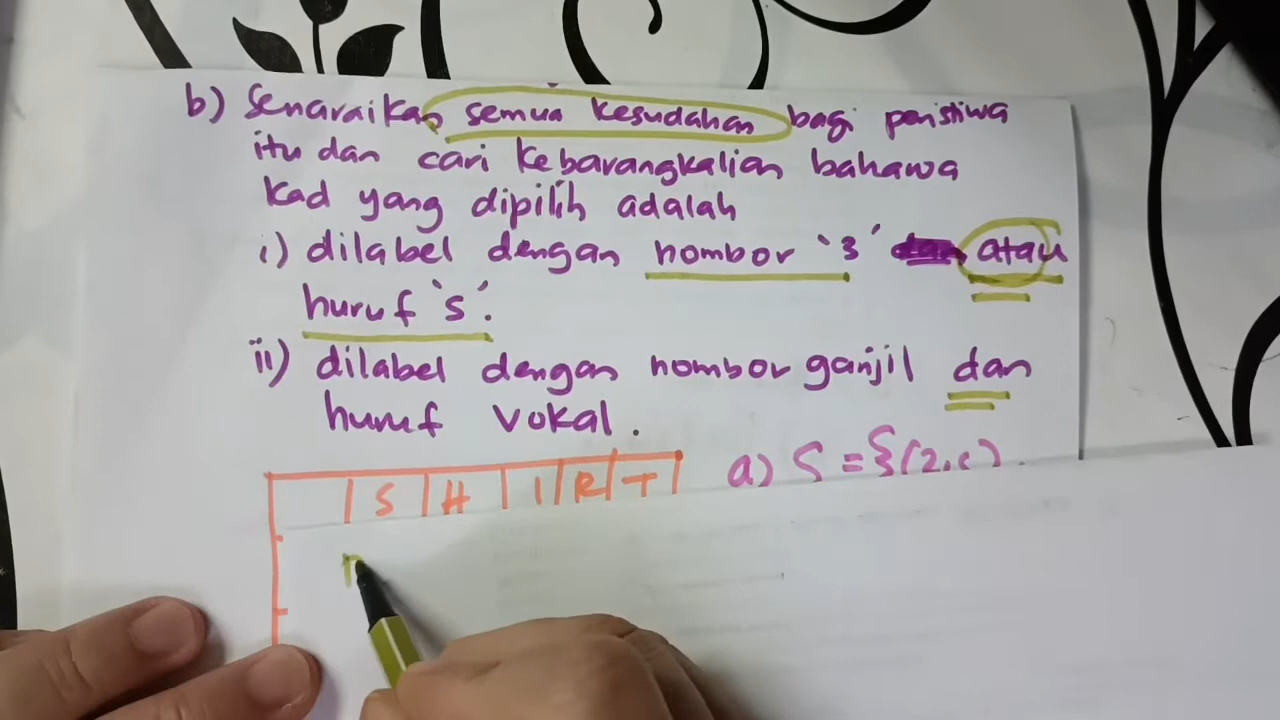 b) Senaraikan semua kesudahan bagi peristiwa
itu dan cari kebarangkalian bahawa
kad yang dipilih adalah
i) dilabel dengan nombor '3' atau
huruf 's'.
ii) dilabel dengan nombor ganjil dan
huruf vokal.
S H I R T
a) S = {(2,s)